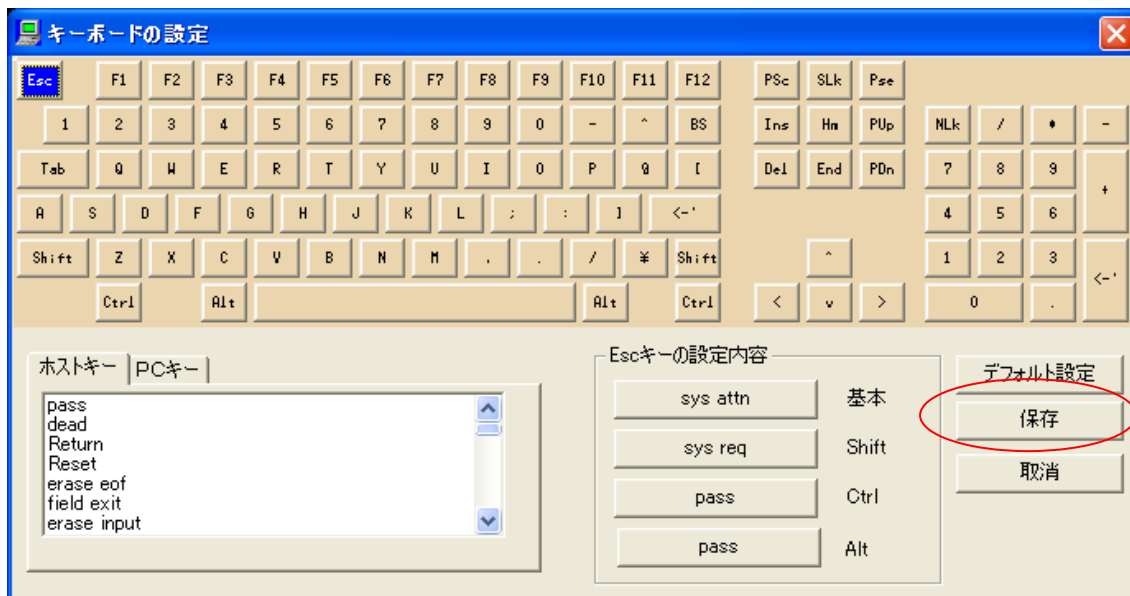 キーボードの設定
Esc F1 F2 F3 F4 F5 F6 F7 F8 F9 F10 F11 F12 PSc SLk Pse
1 2 3 4 5 6 7 8 9 0 - ^ BS Ins Hm PUp NLk / * -
Tab Q W E R T Y U I O P @ [ Del End PDn 7 8 9 +
A S D F G H J K L ; : ] <-' 4 5 6
Shift Z X C V B N M , . / ¥ Shift ^ 1 2 3 <-'
Ctrl Alt Alt Ctrl < v > 0 .
ホストキー PCキー
pass
dead
Return
Reset
erase eof
field exit
erase input
Escキーの設定内容
sys attn 基本
sys req Shift
pass Ctrl
pass Alt
デフォルト設定
保存
取消